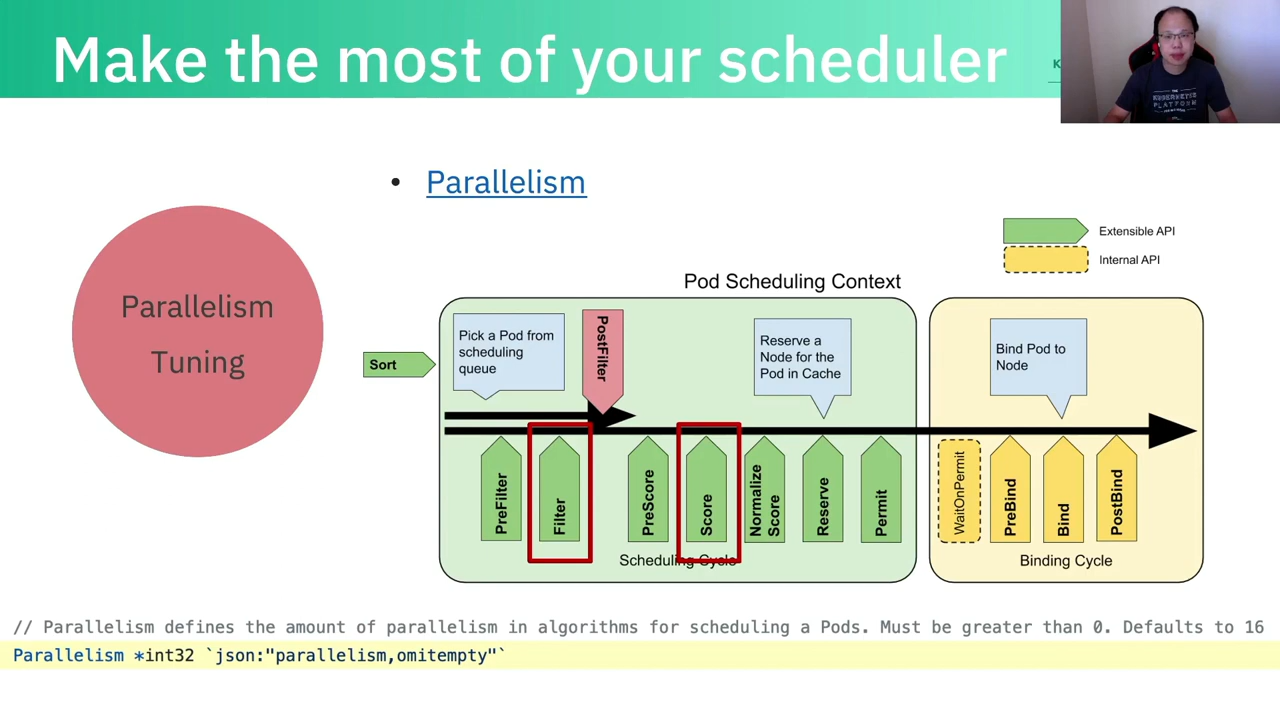 Make the most of your scheduler
K
THE
KUBERNETES
PLATFORM
• Parallelism
Parallelism
Tuning
Extensible API
Internal API
Pod Scheduling Context
Sort
Pick a Pod from
scheduling
queue
PostFilter
Reserve a
Node for the
Pod in Cache
Bind Pod to
Node
PreFilter
Filter
PreScore
Score
Normalize
Score
Reserve
Permit
WaitOnPermit
PreBind
Bind
PostBind
Scheduling Cycle
Binding Cycle
// Parallelism defines the amount of parallelism in algorithms for scheduling a Pods. Must be greater than 0. Defaults to 16
Parallelism *int32 `json:"parallelism,omitempty"`